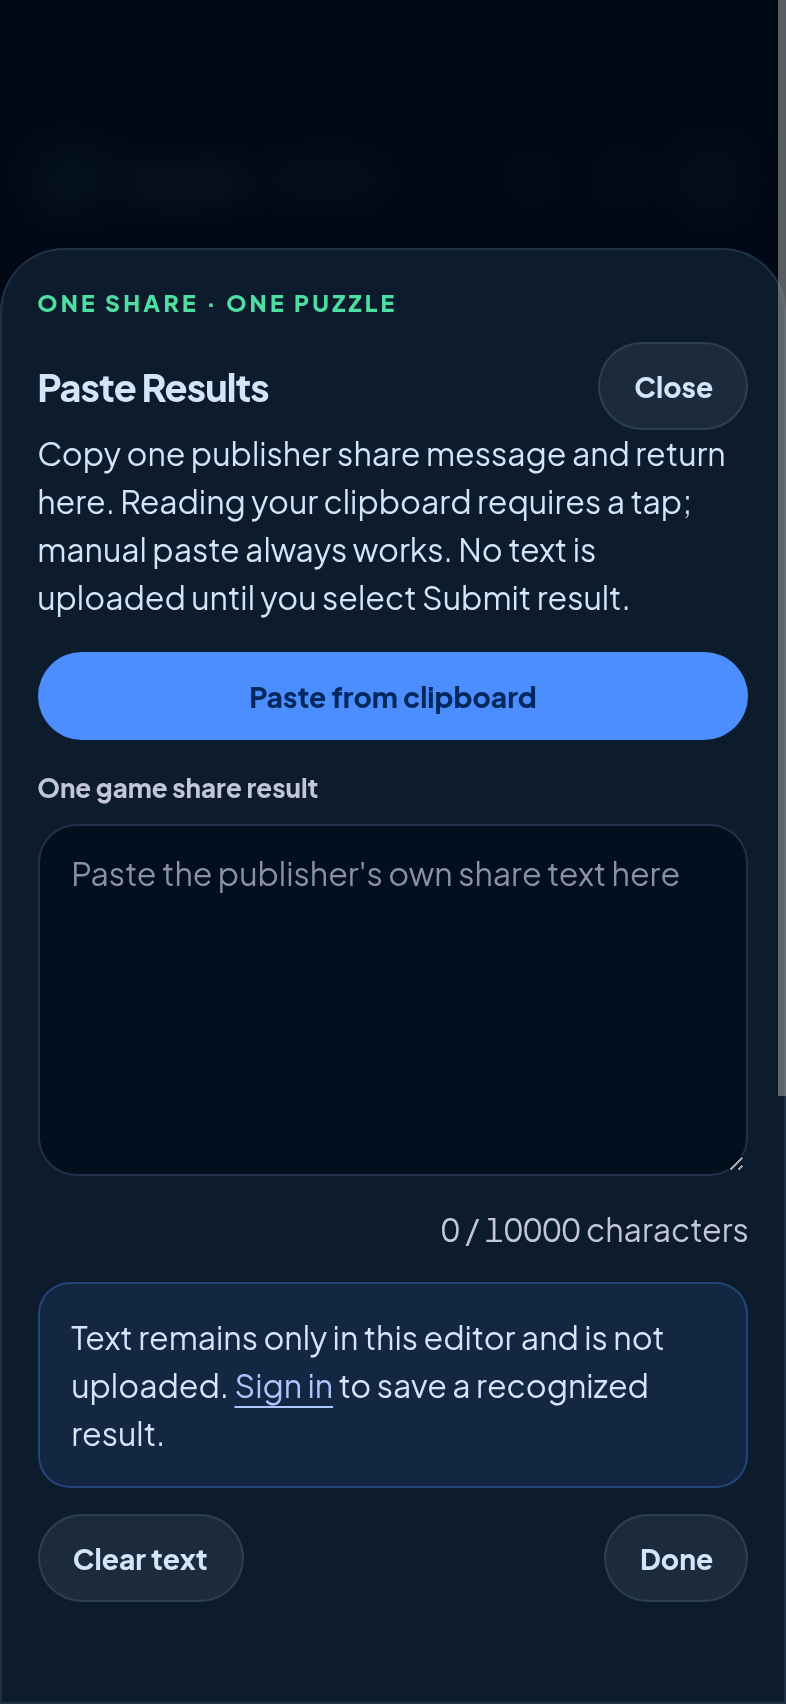 ONE SHARE · ONE PUZZLE
Paste Results
Close
Copy one publisher share message and return
here. Reading your clipboard requires a tap;
manual paste always works. No text is
uploaded until you select Submit result.
Paste from clipboard
One game share result
Paste the publisher's own share text here
0 / 10000 characters
Text remains only in this editor and is not
uploaded. Sign in to save a recognized
result.
Clear text
Done